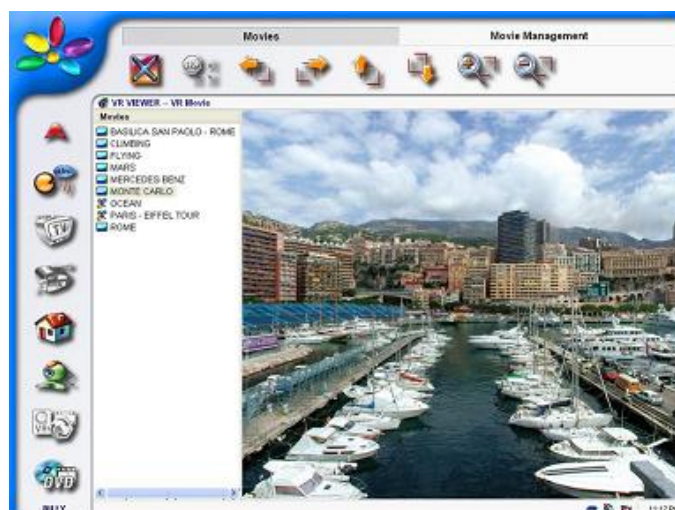 Movies
Movie Management
VR VIEWER - VR Movie
Movies
BASILICA SAN PAOLO - ROME
CLIMBING
FLYING
MARS
MERCEDES BENZ
MONTE CARLO
OCEAN
PARIS - EIFFEL TOUR
ROME
TV
DVD